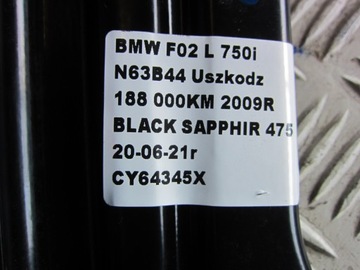 BMW F02 L 750i
N63B44 Uszkodz
188 000KM 2009R
BLACK SAPPHIR 475
20-06-21r
CY64345X